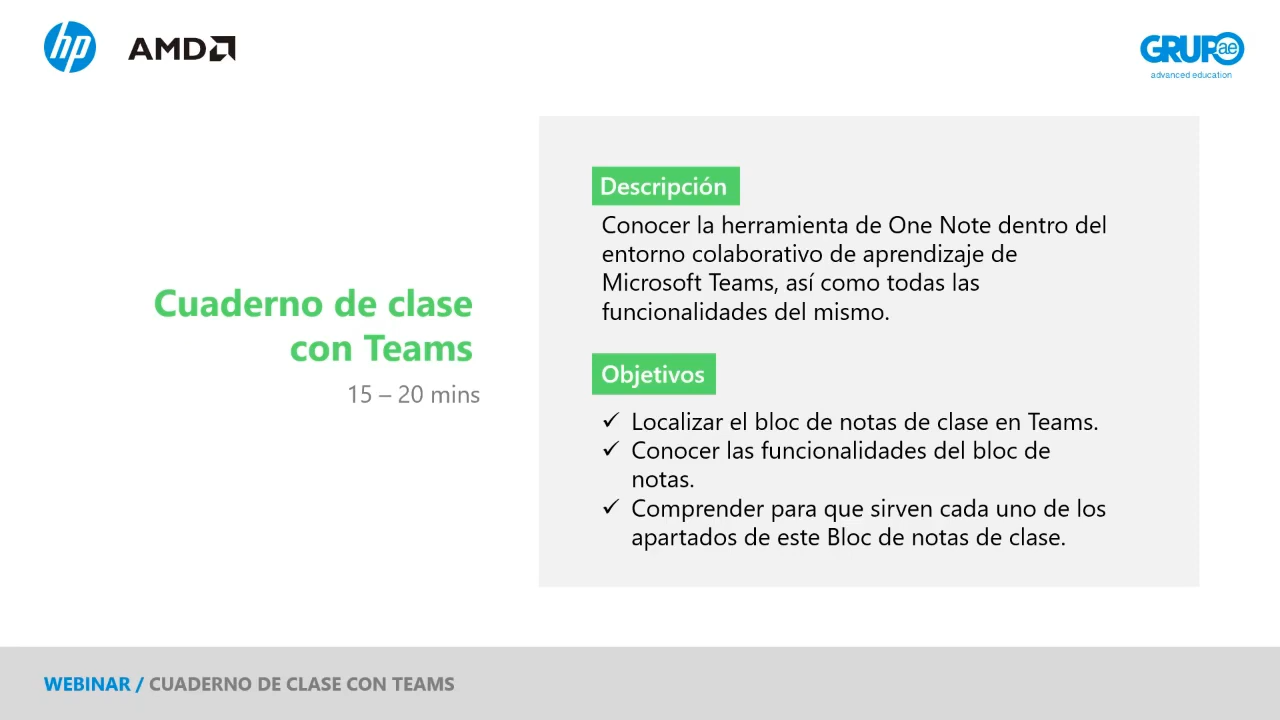 hp
AMD
GRUPO ae
advanced education
Cuaderno de clase
con Teams
15 – 20 mins
Descripción
Conocer la herramienta de One Note dentro del
entorno colaborativo de aprendizaje de
Microsoft Teams, así como todas las
funcionalidades del mismo.
Objetivos
✓ Localizar el bloc de notas de clase en Teams.
✓ Conocer las funcionalidades del bloc de
notas.
✓ Comprender para que sirven cada uno de los
apartados de este Bloc de notas de clase.
WEBINAR / CUADERNO DE CLASE CON TEAMS